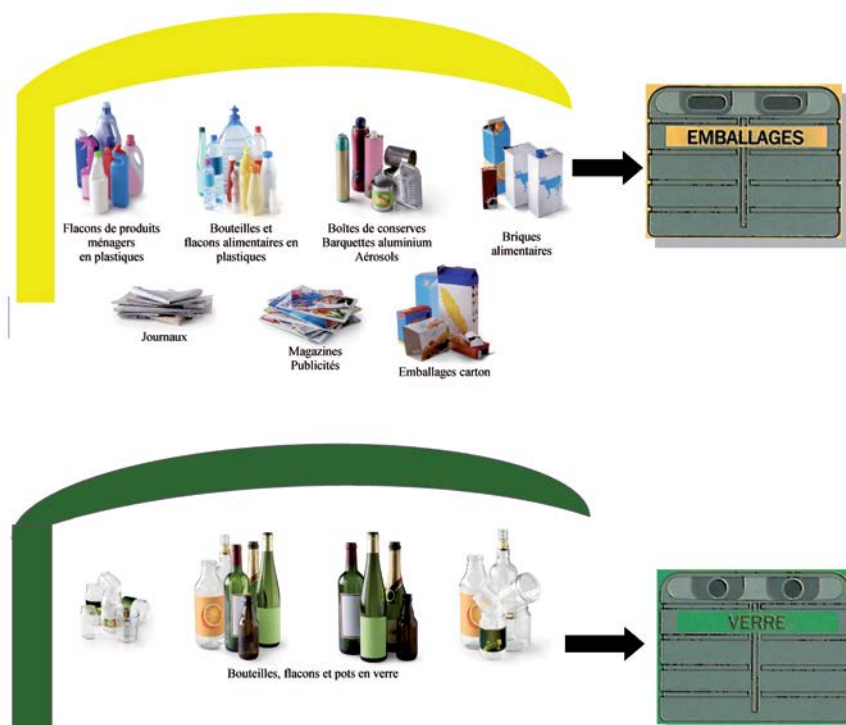 EMBALLAGES
Flacons de produits
ménagers
en plastiques
Bouteilles et
flacons alimentaires en
plastiques
Boîtes de conserves
Barquettes aluminium
Aérosols
Briques
alimentaires
Journaux
Magazines
Publicités
Emballages carton
VERRE
Bouteilles, flacons et pots en verre